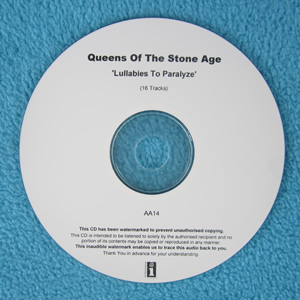 Queens Of The Stone Age
'Lullabies To Paralyze'
(16 Tracks)
AA14
This CD has been watermarked to prevent unauthorised copying.
This CD is intended to be listened to solely by the authorised recipient and no
portion of its contents may be copied or reproduced in any manner.
This inaudible watermark enables us to trace this audio back to you.
Thank You in advance for your understanding.
i